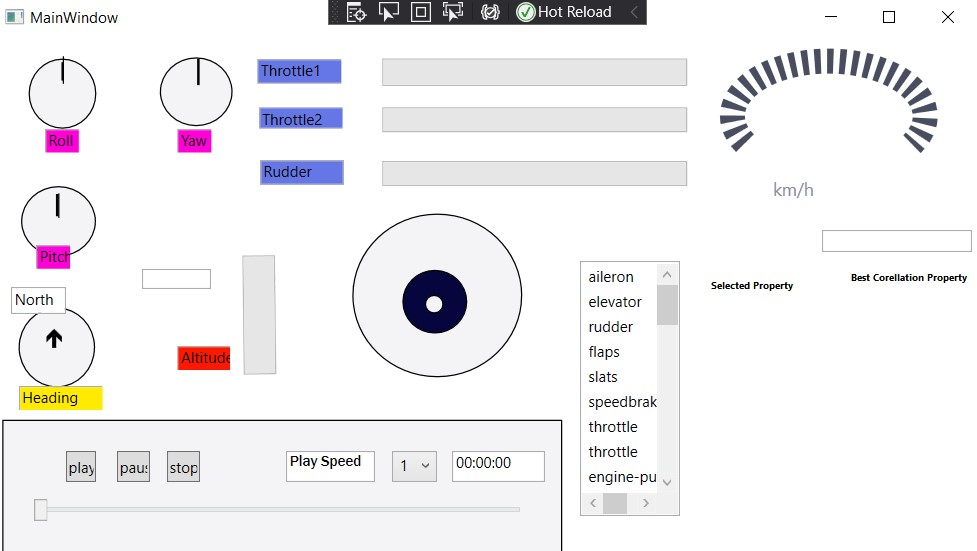 MainWindow
Hot Reload
Throttle1
Roll
Yaw
Throttle2
Rudder
km/h
Pitch
North
Altitude
Heading
aileron
elevator
rudder
flaps
slats
speedbrak
throttle
throttle
engine-pu
Selected Property
Best Corellation Property
play
paus
stop
Play Speed
1
00:00:00